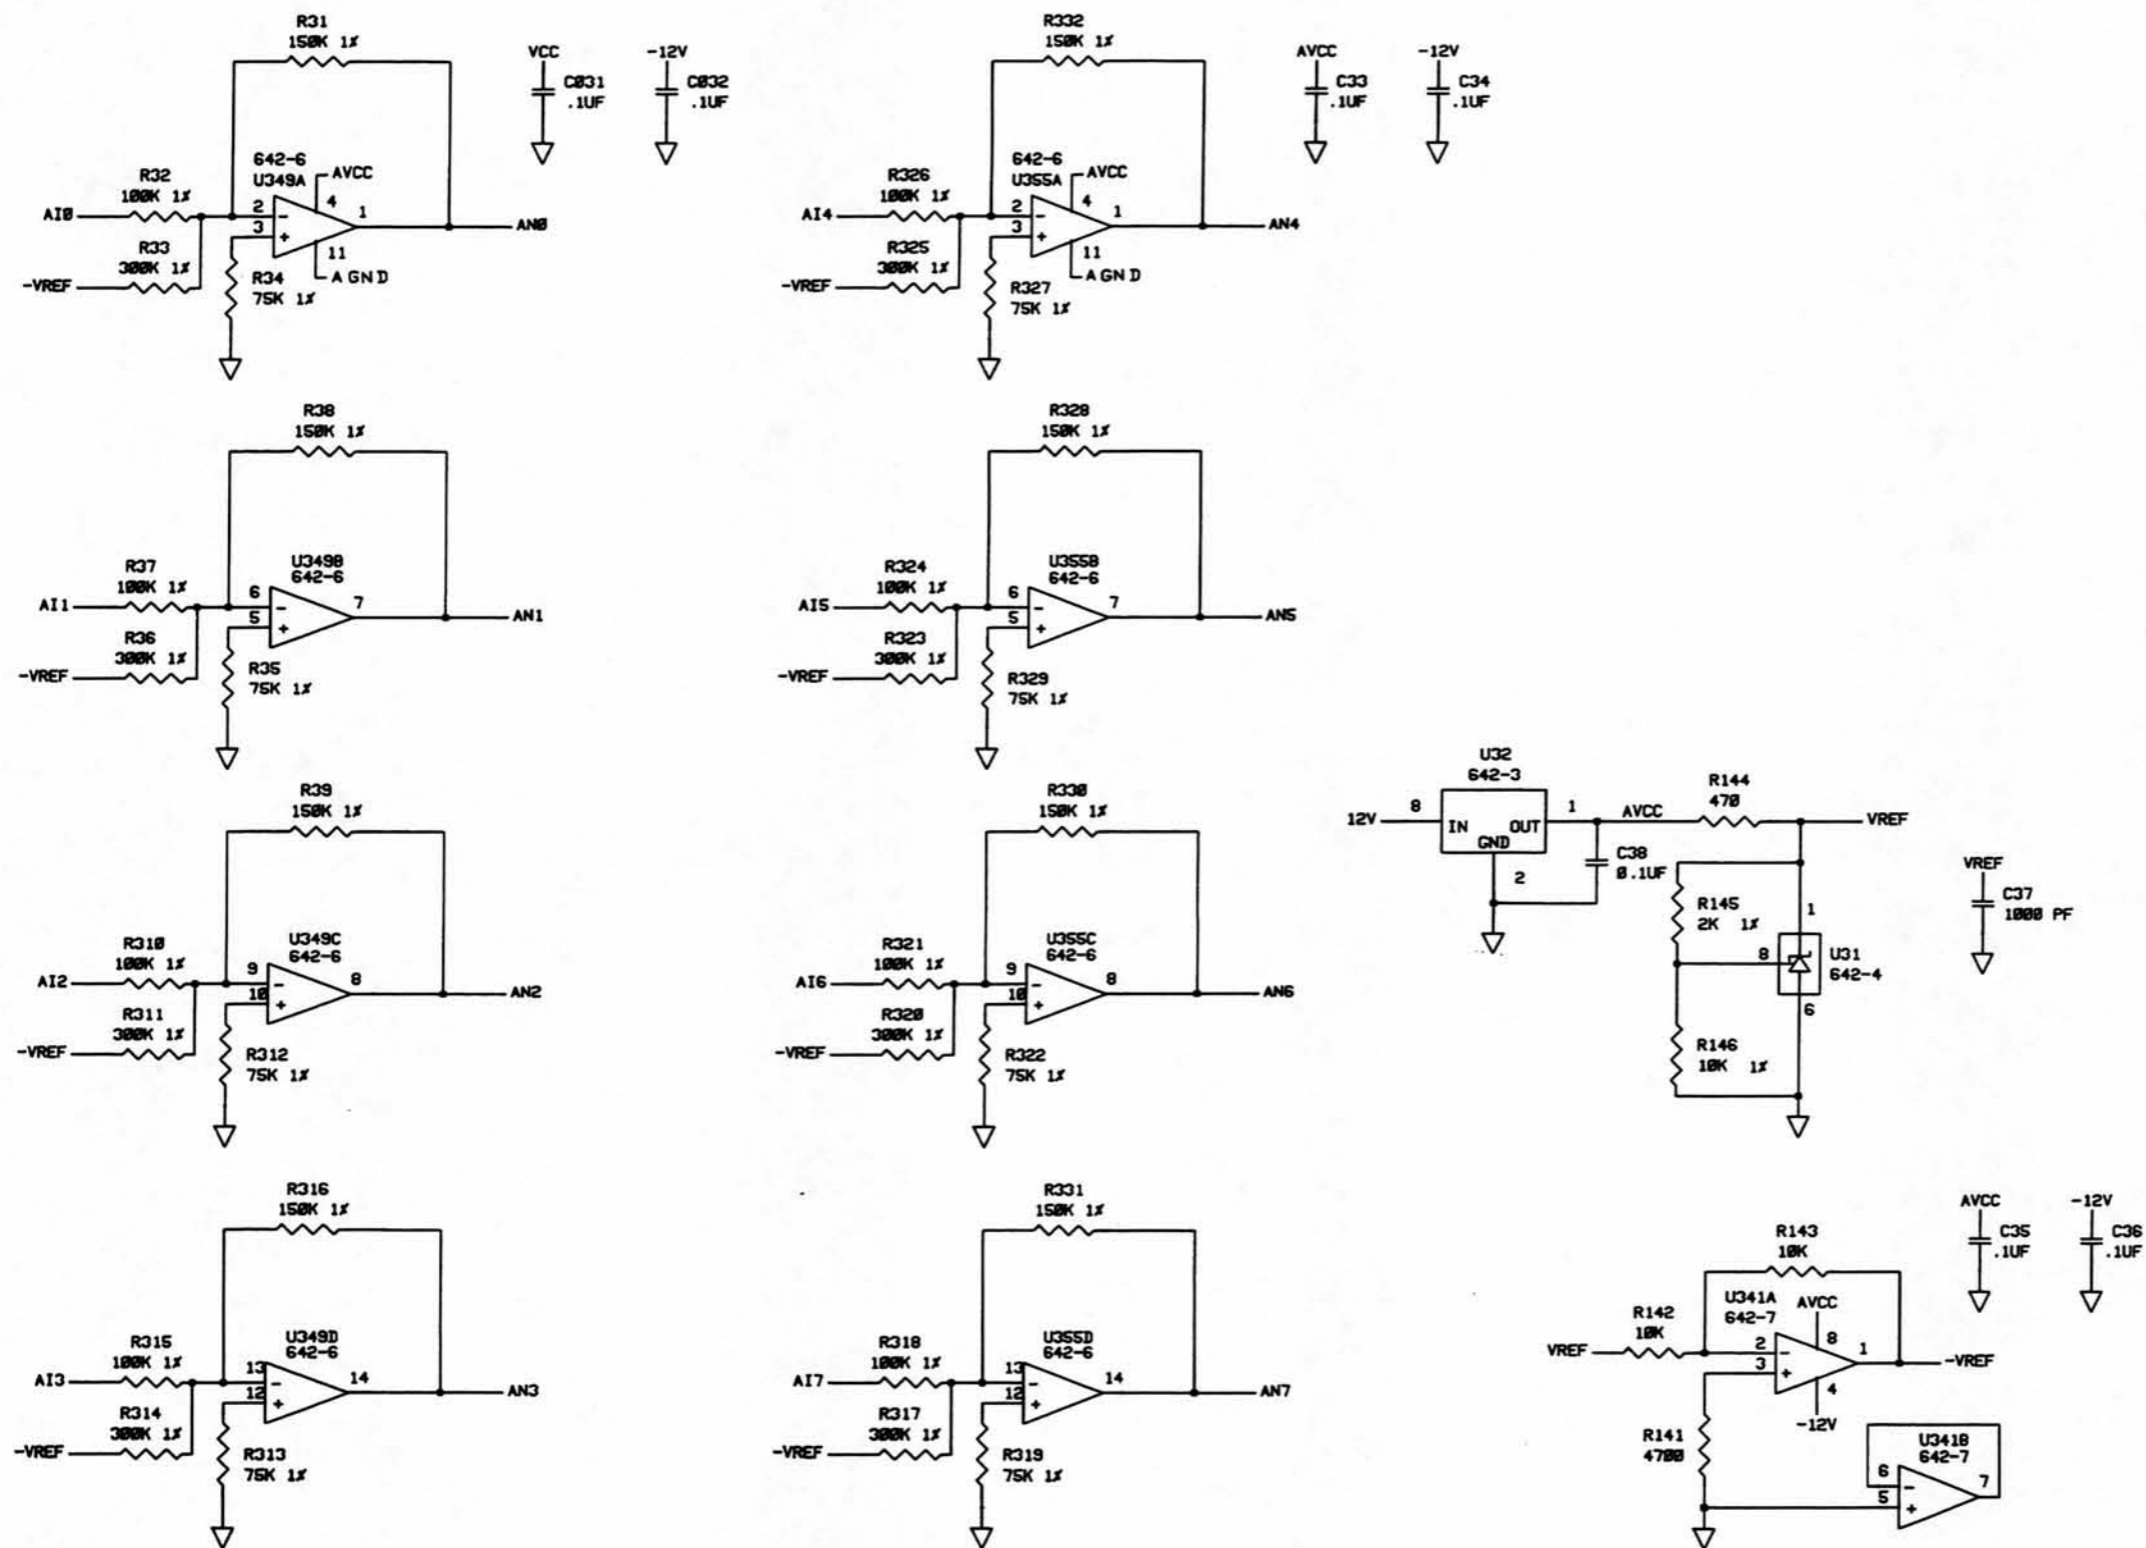 R31
150K 1%
VCC
C031
.1UF
-12V
C032
.1UF
R32
100K 1%
642-6
U349A
AVCC
4
AI0
2
3
1
AN0
R33
300K 1%
11
A GND
-VREF
R34
75K 1%
R332
150K 1%
AVCC
C33
.1UF
-12V
C34
.1UF
R326
100K 1%
642-6
U355A
AVCC
4
AI4
2
3
1
AN4
R325
300K 1%
11
A GND
-VREF
R327
75K 1%
R38
150K 1%
R37
100K 1%
U349B
642-6
AI1
6
5
7
AN1
R36
300K 1%
-VREF
R35
75K 1%
R328
150K 1%
R324
100K 1%
U355B
642-6
AI5
6
5
7
AN5
R323
300K 1%
-VREF
R329
75K 1%
R39
150K 1%
R310
100K 1%
U349C
642-6
AI2
9
10
8
AN2
R311
300K 1%
-VREF
R312
75K 1%
R330
150K 1%
R321
100K 1%
U355C
642-6
AI6
9
10
8
AN6
R320
300K 1%
-VREF
R322
75K 1%
U32
642-3
12V
8
IN
OUT
GND
1
2
AVCC
R144
470
VREF
C38
0.1UF
R145
2K 1%
1
8
U31
642-4
6
R146
10K 1%
VREF
C37
1000 PF
R316
150K 1%
R315
100K 1%
U349D
642-6
AI3
13
12
14
AN3
R314
300K 1%
-VREF
R313
75K 1%
R331
150K 1%
R318
100K 1%
U355D
642-6
AI7
13
12
14
AN7
R317
300K 1%
-VREF
R319
75K 1%
AVCC
C35
.1UF
-12V
C36
.1UF
R143
10K
U341A
642-7
AVCC
8
R142
10K
VREF
2
3
1
-VREF
4
-12V
R141
4700
U341B
642-7
6
5
7